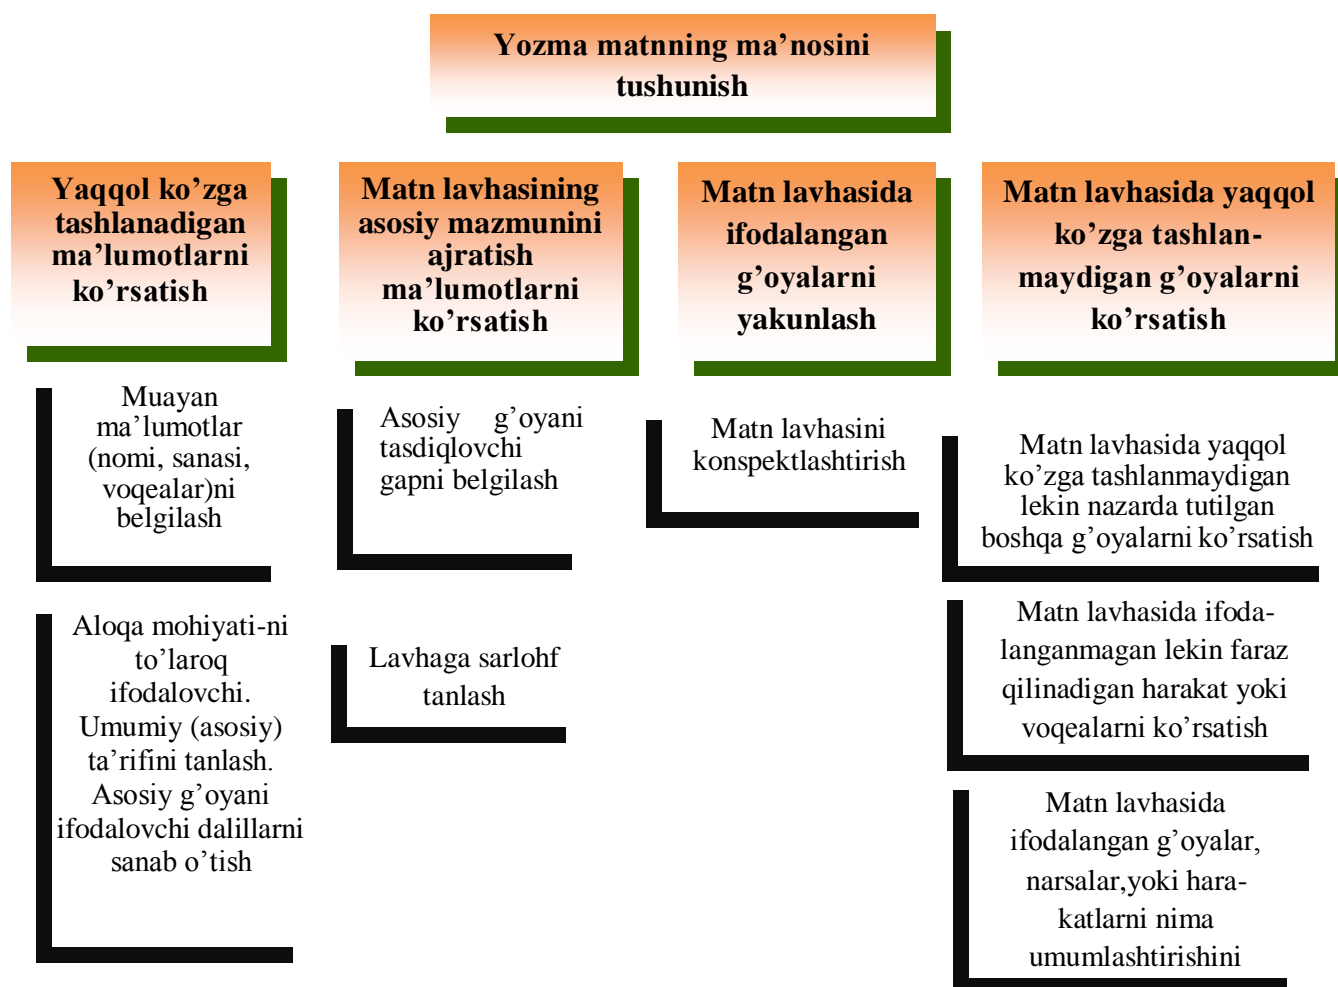 Yozma matnning ma’nosini
tushunish
Yaqqol ko’zga
tashlanadigan
ma’lumotlarni
ko’rsatish
Matn lavhasining
asosiy mazmunini
ajratish
ma’lumotlarni
ko’rsatish
Matn lavhasida
ifodalangan
g’oyalarni
yakunlash
Matn lavhasida yaqqol
ko’zga tashlan-
maydigan g’oyalarni
ko’rsatish
Muayan
ma’lumotlar
(nomi, sanasi,
voqealar)ni
belgilash
Aloqa mohiyati-ni
to’laroq
ifodalovchi.
Umumiy (asosiy)
ta’rifini tanlash.
Asosiy g’oyani
ifodalovchi dalillarni
sanab o’tish
Asosiy g’oyani
tasdiqlovchi
gapni belgilash
Lavhaga sarlohf
tanlash
Matn lavhasini
konspektlashtirish
Matn lavhasida yaqqol
ko’zga tashlanmaydigan
lekin nazarda tutilgan
boshqa g’oyalarni ko’rsatish
Matn lavhasida ifoda-
langanmagan lekin faraz
qilinadigan harakat yoki
voqealarni ko’rsatish
Matn lavhasida
ifodalangan g’oyalar,
narsalar,yoki hara-
katlarni nima
umumlashtirishini